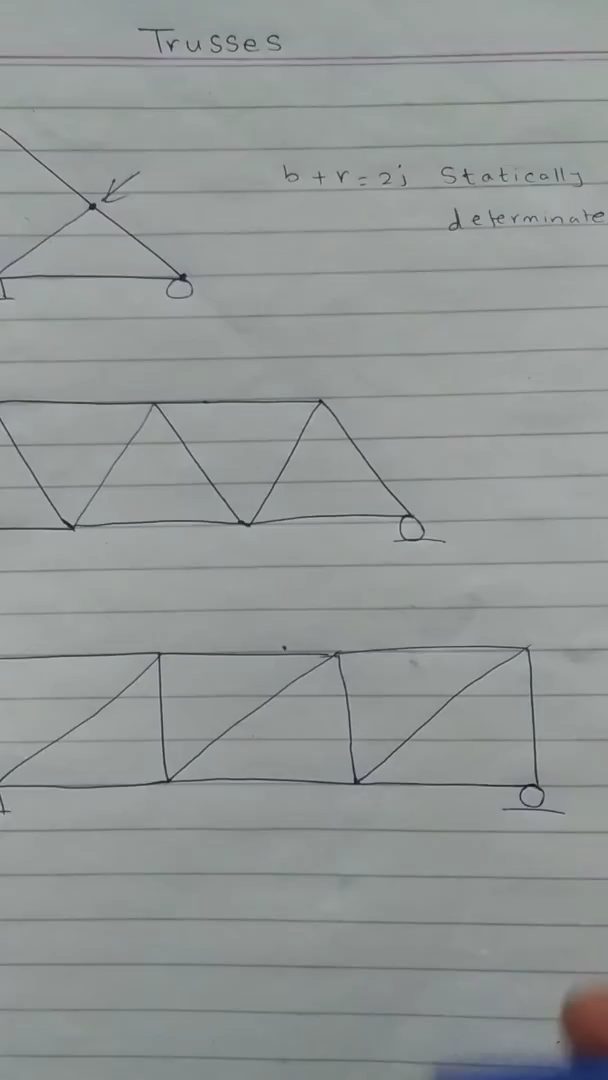 Trusses
b + r = 2j Statically
determinate